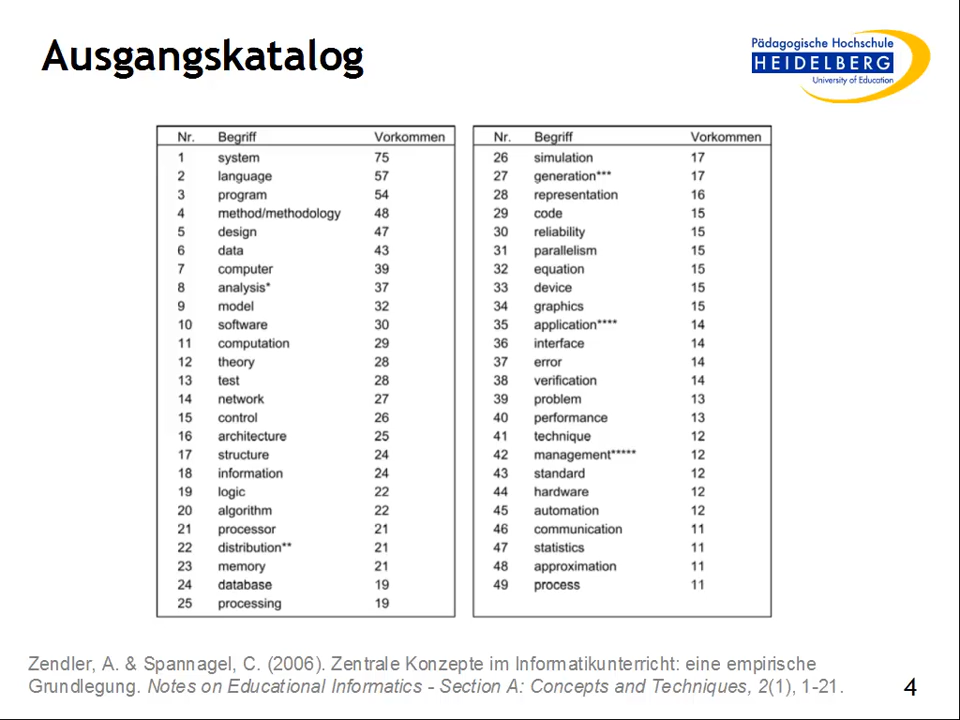 Ausgangskatalog
Pädagogische Hochschule
HEIDELBERG
University of Education
Nr. Begriff Vorkommen
1 system 75
2 language 57
3 program 54
4 method/methodology 48
5 design 47
6 data 43
7 computer 39
8 analysis* 37
9 model 32
10 software 30
11 computation 29
12 theory 28
13 test 28
14 network 27
15 control 26
16 architecture 25
17 structure 24
18 information 24
19 logic 22
20 algorithm 22
21 processor 21
22 distribution** 21
23 memory 21
24 database 19
25 processing 19
Nr. Begriff Vorkommen
26 simulation 17
27 generation*** 17
28 representation 16
29 code 15
30 reliability 15
31 parallelism 15
32 equation 15
33 device 15
34 graphics 15
35 application**** 14
36 interface 14
37 error 14
38 verification 14
39 problem 13
40 performance 13
41 technique 12
42 management***** 12
43 standard 12
44 hardware 12
45 automation 12
46 communication 11
47 statistics 11
48 approximation 11
49 process 11
Zendler, A. & Spannagel, C. (2006). Zentrale Konzepte im Informatikunterricht: eine empirische
Grundlegung. Notes on Educational Informatics - Section A: Concepts and Techniques, 2(1), 1-21.
4